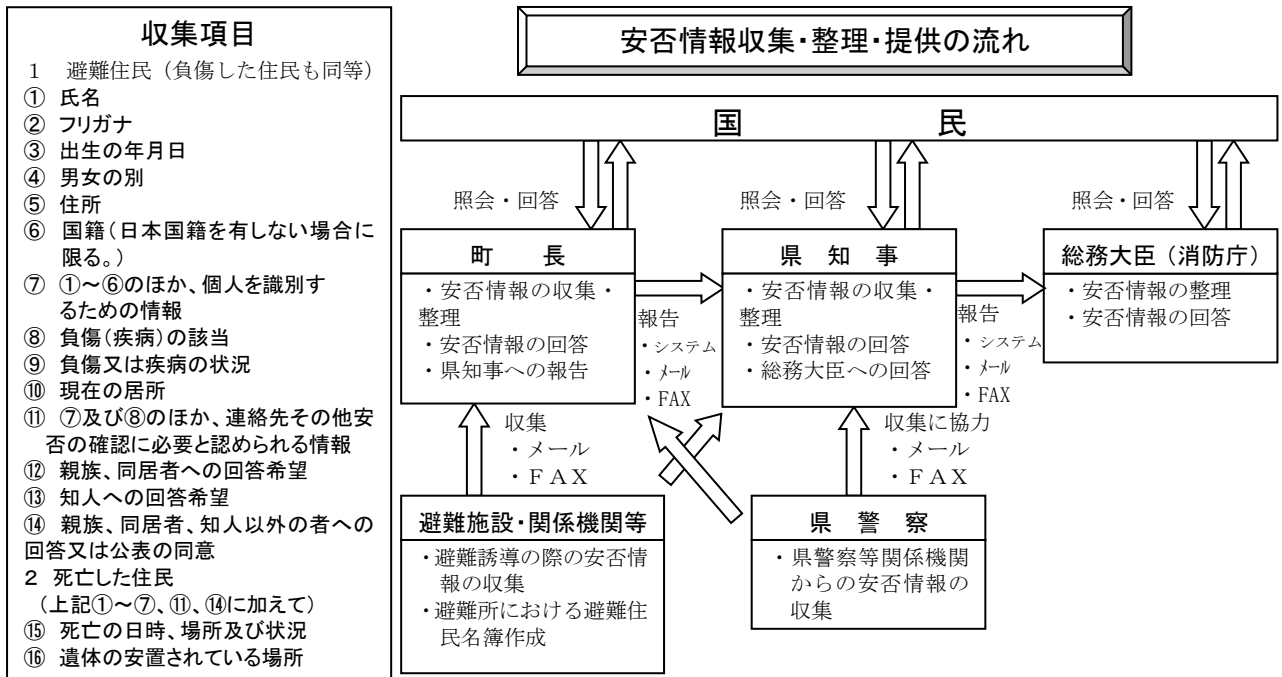 収集項目
1 避難住民(負傷した住民も同等)
① 氏名
② フリガナ
③ 出生の年月日
④ 男女の別
⑤ 住所
⑥ 国籍(日本国籍を有しない場合に
限る。)
⑦ ①~⑥のほか、個人を識別す
るための情報
⑧ 負傷(疾病)の該当
⑨ 負傷又は疾病の状況
⑩ 現在の居所
⑪ ⑦及び⑧のほか、連絡先その他安
否の確認に必要と認められる情報
⑫ 親族、同居者への回答希望
⑬ 知人への回答希望
⑭ 親族、同居者、知人以外の者への
回答又は公表の同意
2 死亡した住民
(上記①~⑦、⑪、⑭に加えて)
⑮ 死亡の日時、場所及び状況
⑯ 遺体の安置されている場所
安否情報収集・整理・提供の流れ
国 民
照会・回答
照会・回答
照会・回答
町 長
・安否情報の収集・
整理
・安否情報の回答
・県知事への報告
報告
・システム
・メール
・FAX
県 知 事
・安否情報の収集・
整理
・安否情報の回答
・総務大臣への回答
報告
・システム
・メール
・FAX
総務大臣(消防庁)
・安否情報の整理
・安否情報の回答
収集
・メール
・FAX
収集に協力
・メール
・FAX
避難施設・関係機関等
・避難誘導の際の安否情
報の収集
・避難所における避難住
民名簿作成
県 警 察
・県警察等関係機関
からの安否情報の
収集